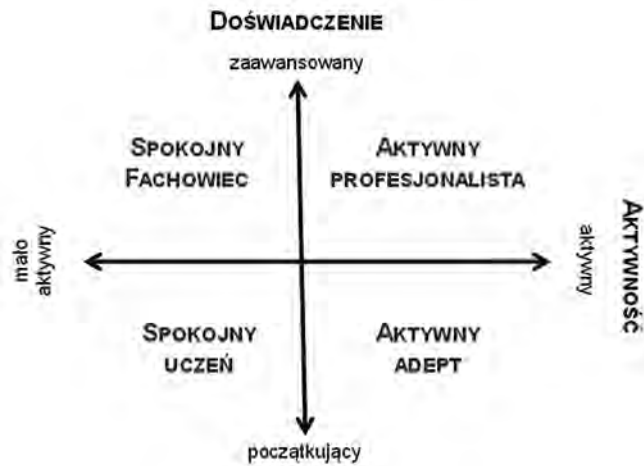 DOŚWIADCZENIE
zaawansowany
SPOKOJNY
FACHOWIEC
AKTYWNY
PROFESJONALISTA
mało
aktywny
aktywny
AKTYWNOŚĆ
SPOKOJNY
UCZEŃ
AKTYWNY
ADEPT
początkujący